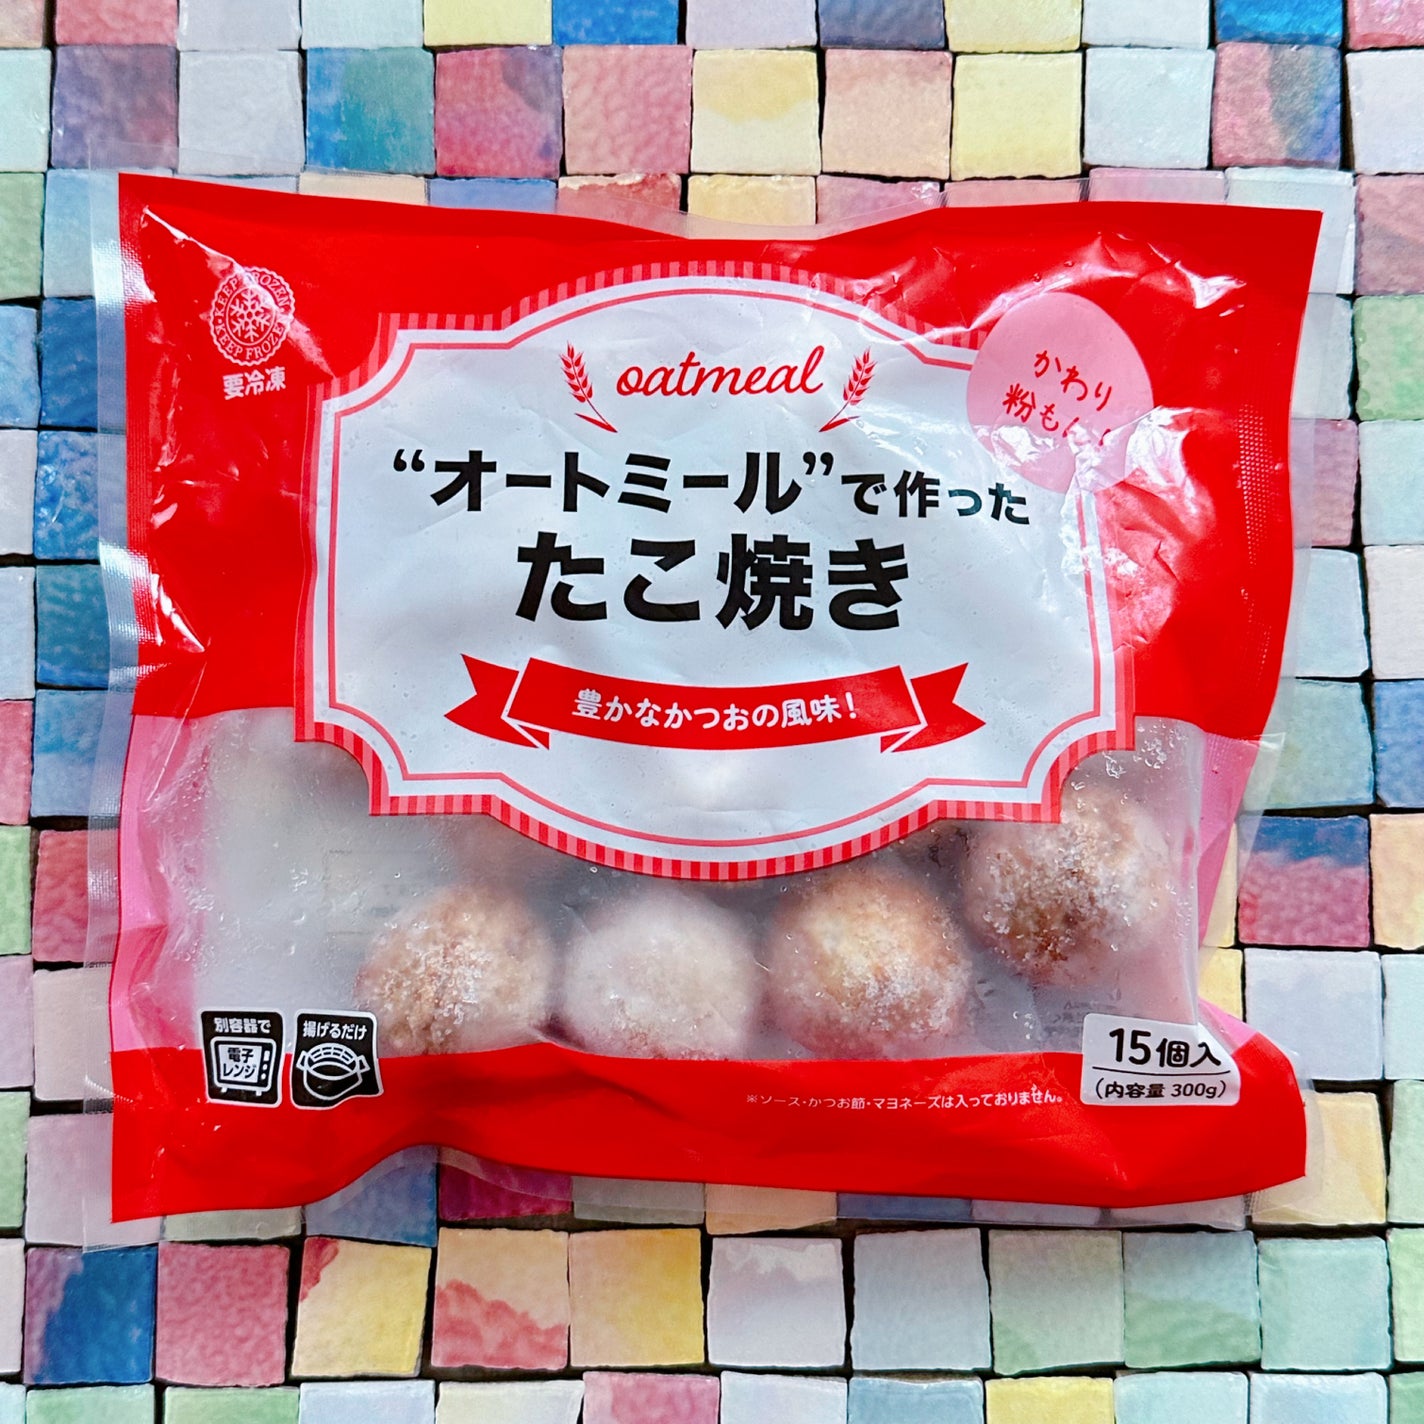 KEEP FROZEN・KEEP FROZEN・
要冷凍
oatmeal
かわり
粉もん
“オートミール”で作った
たこ焼き
豊かなかつおの風味！
別容器で
電子
レンジ
揚げるだけ
15個入
（内容量 300g）
※ソース・かつお節・マヨネーズは入っておりません。